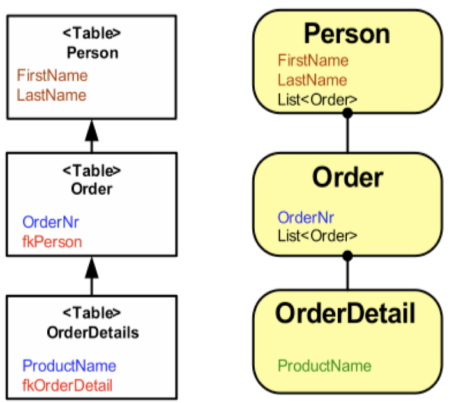 <Table>
Person
FirstName
LastName
<Table>
Order
OrderNr
fkPerson
<Table>
OrderDetails
ProductName
fkOrderDetail
Person
FirstName
LastName
List<Order>
Order
OrderNr
List<Order>
OrderDetail
ProductName